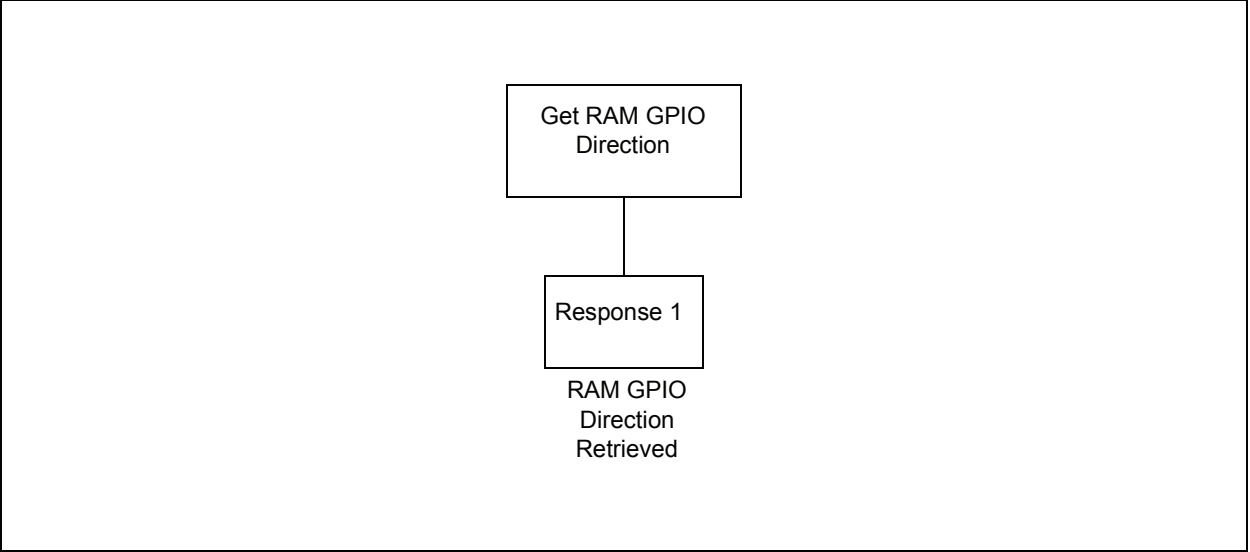 Get RAM GPIO
Direction
Response 1
RAM GPIO
Direction
Retrieved